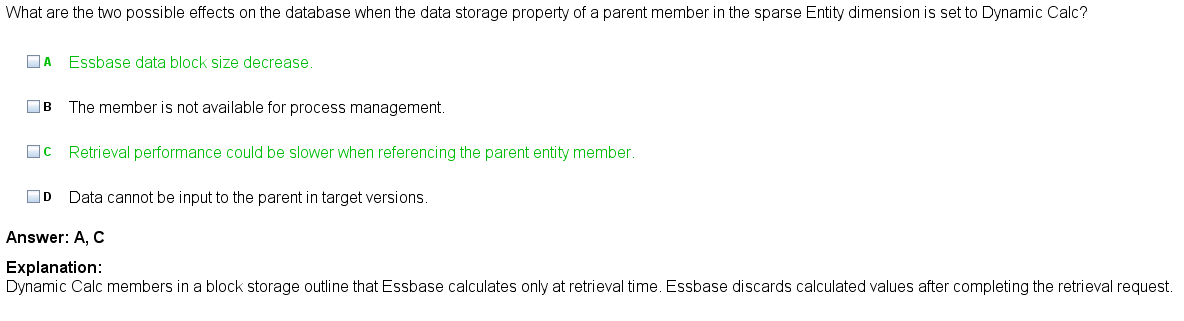 What are the two possible effects on the database when the data storage property of a parent member in the sparse Entity dimension is set to Dynamic Calc?
A Essbase data block size decrease.
B The member is not available for process management.
C Retrieval performance could be slower when referencing the parent entity member.
D Data cannot be input to the parent in target versions.
Answer: A, C
Explanation:
Dynamic Calc members in a block storage outline that Essbase calculates only at retrieval time. Essbase discards calculated values after completing the retrieval request.